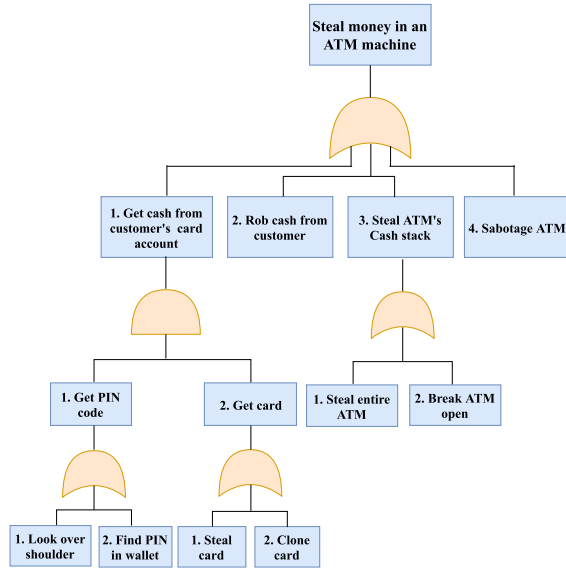 Steal money in an
ATM machine
1. Get cash from
customer's card
account
2. Rob cash from
customer
3. Steal ATM's
Cash stack
4. Sabotage ATM
1. Get PIN
code
2. Get card
1. Steal entire
ATM
2. Break ATM
open
1. Look over
shoulder
2. Find PIN
in wallet
1. Steal
card
2. Clone
card